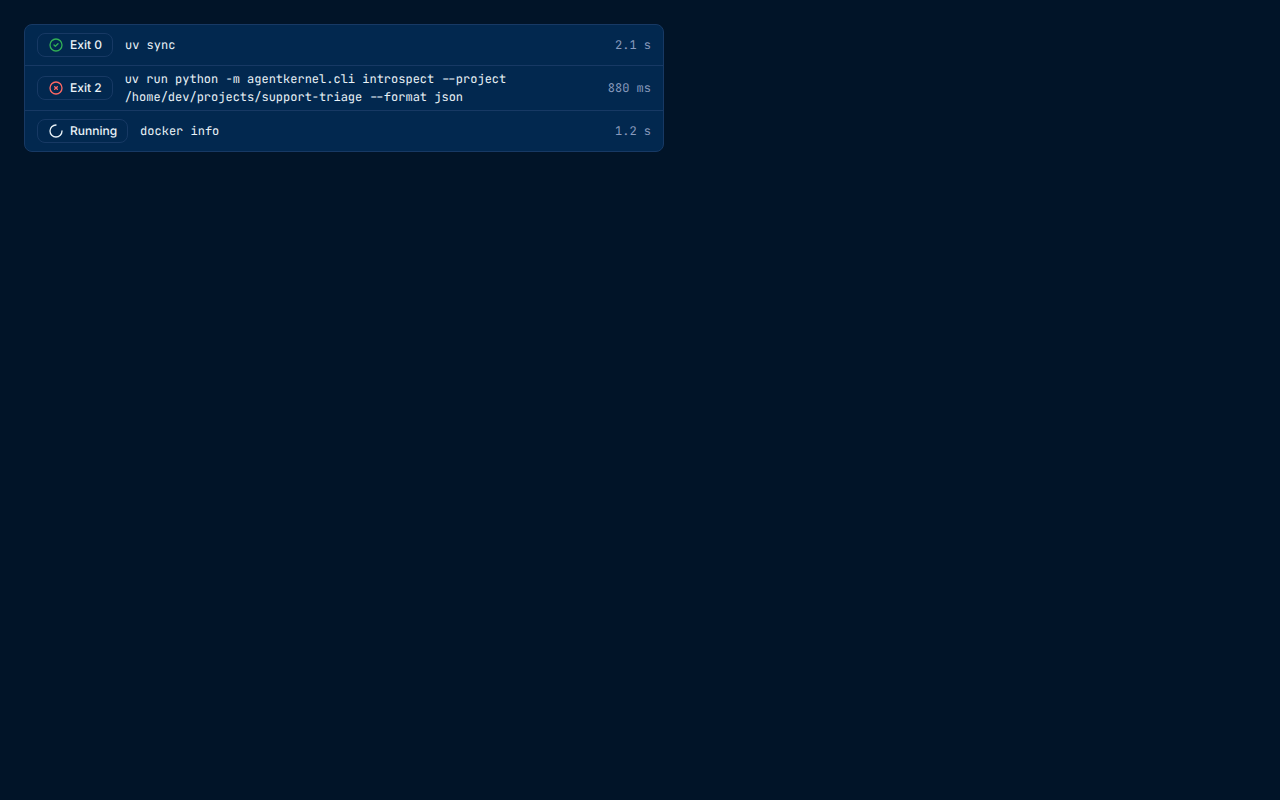 Exit 0 uv sync 2.1 s
uv run python -m agentkernel.cli introspect --project
Exit 2 /home/dev/projects/support-triage --format json 880 ms
Running docker info 1.2 s